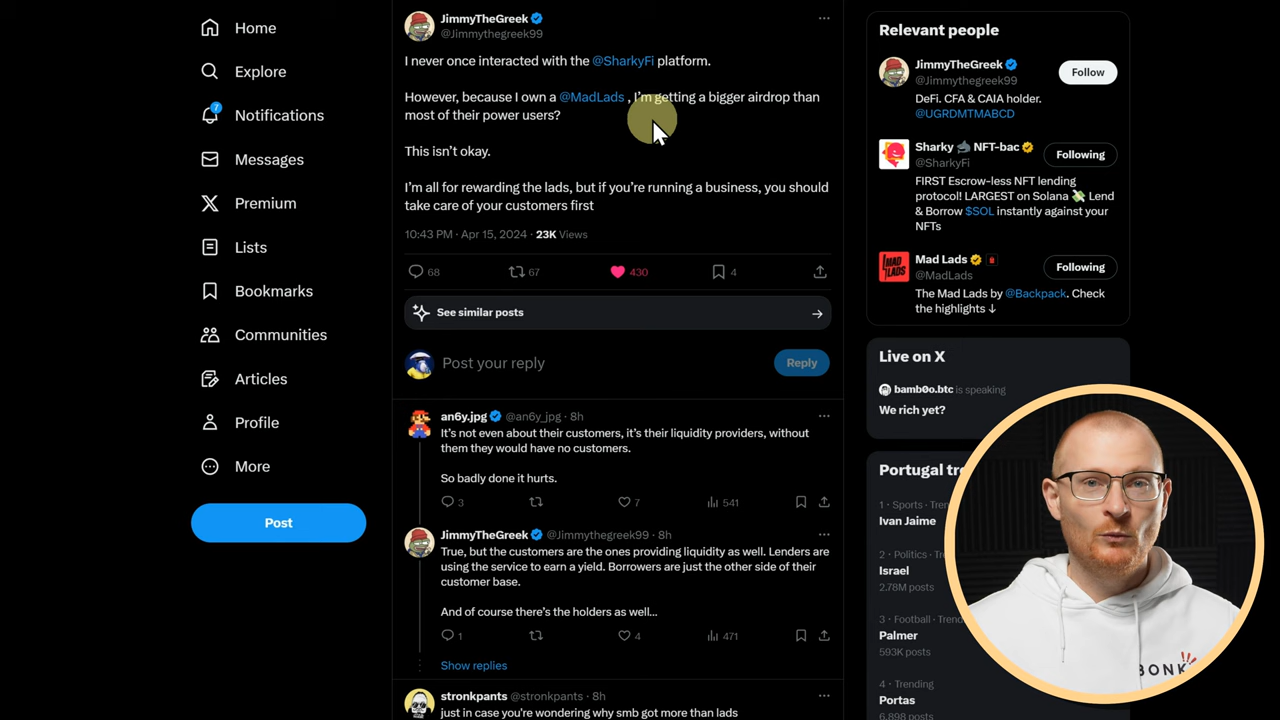 Home
Explore
7
Notifications
Messages
Premium
Lists
Bookmarks
Communities
Articles
Profile
More
Post
JimmyTheGreek
@Jimmythegreek99
I never once interacted with the @SharkyFi platform.
However, because I own a @MadLads , I'm getting a bigger airdrop than
most of their power users?
This isn't okay.
I'm all for rewarding the lads, but if you're running a business, you should
take care of your customers first
10:43 PM · Apr 15, 2024 · 23K Views
68 67 430 4
See similar posts
Post your reply
Reply
an6y.jpg @an6y_jpg · 8h
It's not even about their customers, it's their liquidity providers, without
them they would have no customers.
So badly done it hurts.
3 7 541
JimmyTheGreek @Jimmythegreek99 · 8h
True, but the customers are the ones providing liquidity as well. Lenders are
using the service to earn a yield. Borrowers are just the other side of their
customer base.
And of course there's the holders as well...
1 4 471
Show replies
stronkpants @stronkpants · 8h
just in case you're wondering why smb got more than lads
Relevant people
JimmyTheGreek
@Jimmythegreek99
Follow
DeFi. CFA & CAIA holder.
@UGRDMTMABCD
Sharky NFT-bac
@SharkyFi
Following
FIRST Escrow-less NFT lending
protocol! LARGEST on Solana Lend
& Borrow $SOL instantly against your
NFTs
MAD LADS
Mad Lads
@MadLads
Following
The Mad Lads by @Backpack. Check
the highlights ↓
Live on X
bamb0o.btc is speaking
We rich yet?
Portugal tre
1 · Sports · Tren
Ivan Jaime
2 · Politics · Tre
Israel
2.78M posts
3 · Football · Tren
Palmer
593K posts
4 · Trending
Portas
6,898 posts
BONK